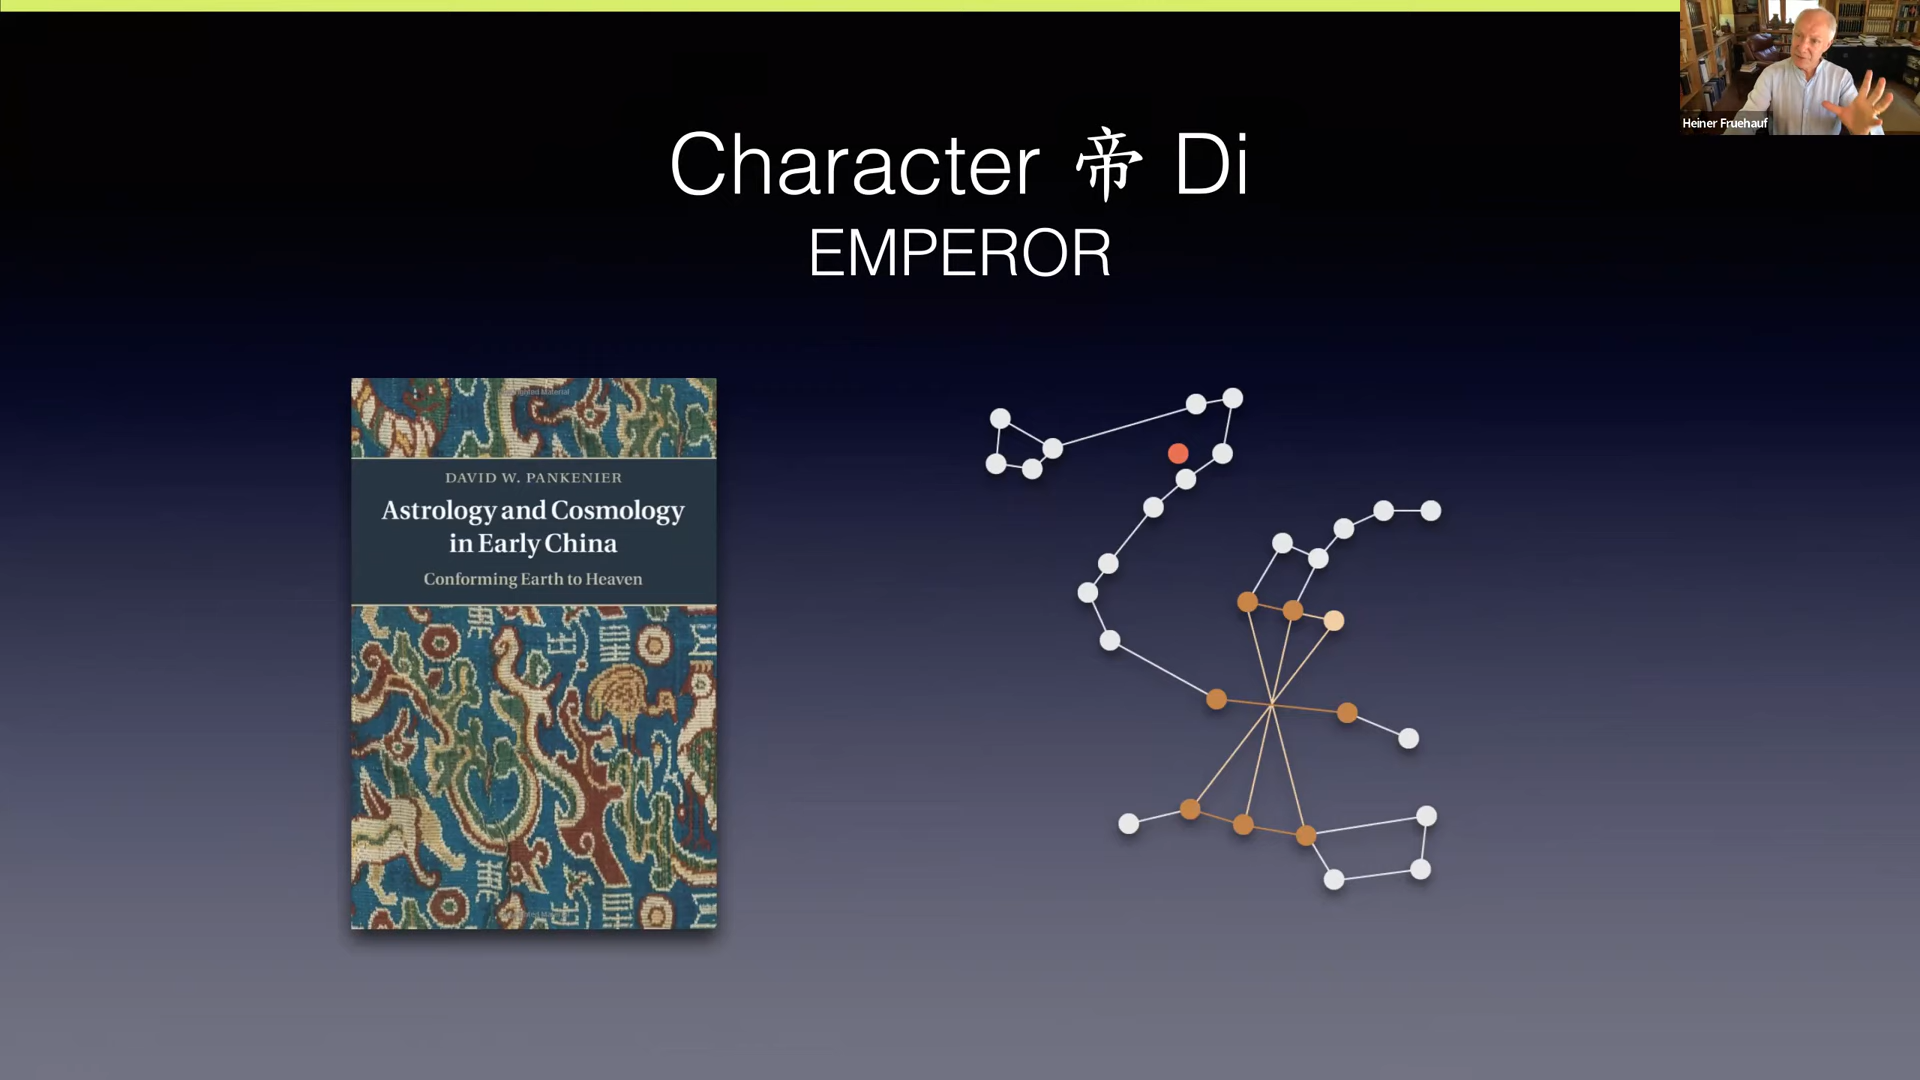 Heiner Fruehauf
Character 帝 Di
EMPEROR
DAVID W. PANKENIER
Astrology and Cosmology
in Early China
Conforming Earth to Heaven